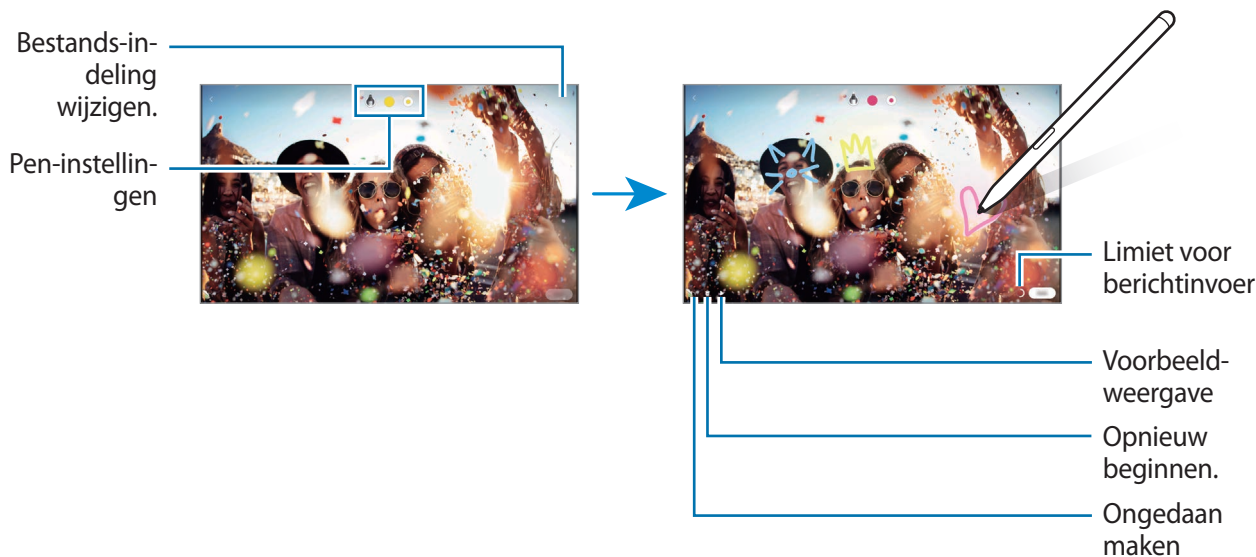 Bestands-in-
deling
wijzigen.
Pen-instellin-
gen
Limiet voor
berichtinvoer
Voorbeeld-
weergave
Opnieuw
beginnen.
Ongedaan
maken